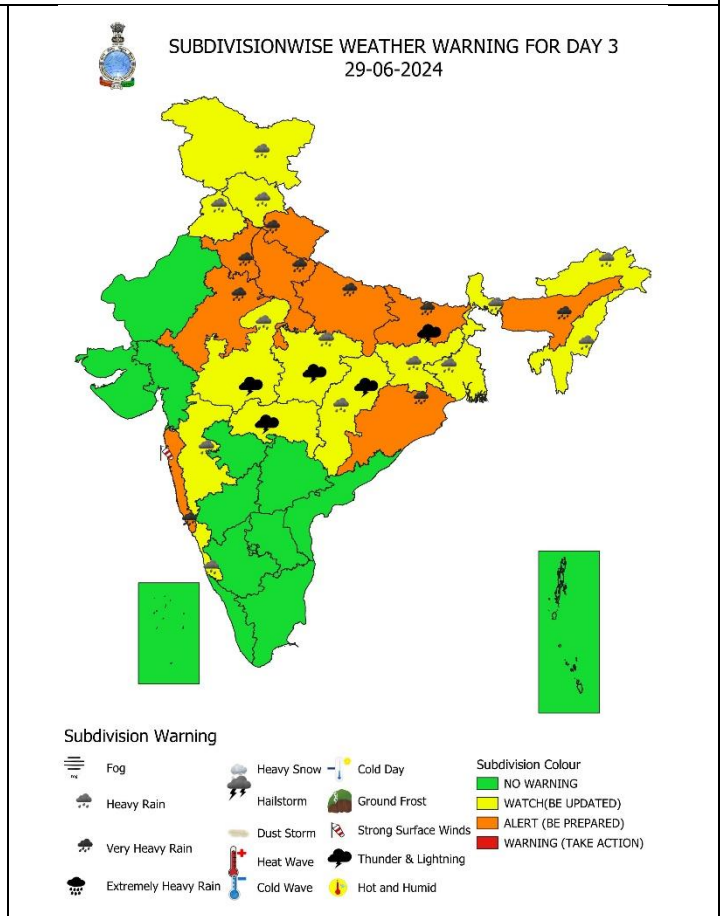 SUBDIVISIONWISE WEATHER WARNING FOR DAY 3
29-06-2024
Subdivision Warning
Fog
Heavy Rain
Very Heavy Rain
Extremely Heavy Rain
Heavy Snow
Hailstorm
Dust Storm
Heat Wave
Cold Wave
Cold Day
Ground Frost
Strong Surface Winds
Thunder & Lightning
Hot and Humid
Subdivision Colour
NO WARNING
WATCH(BE UPDATED)
ALERT (BE PREPARED)
WARNING (TAKE ACTION)